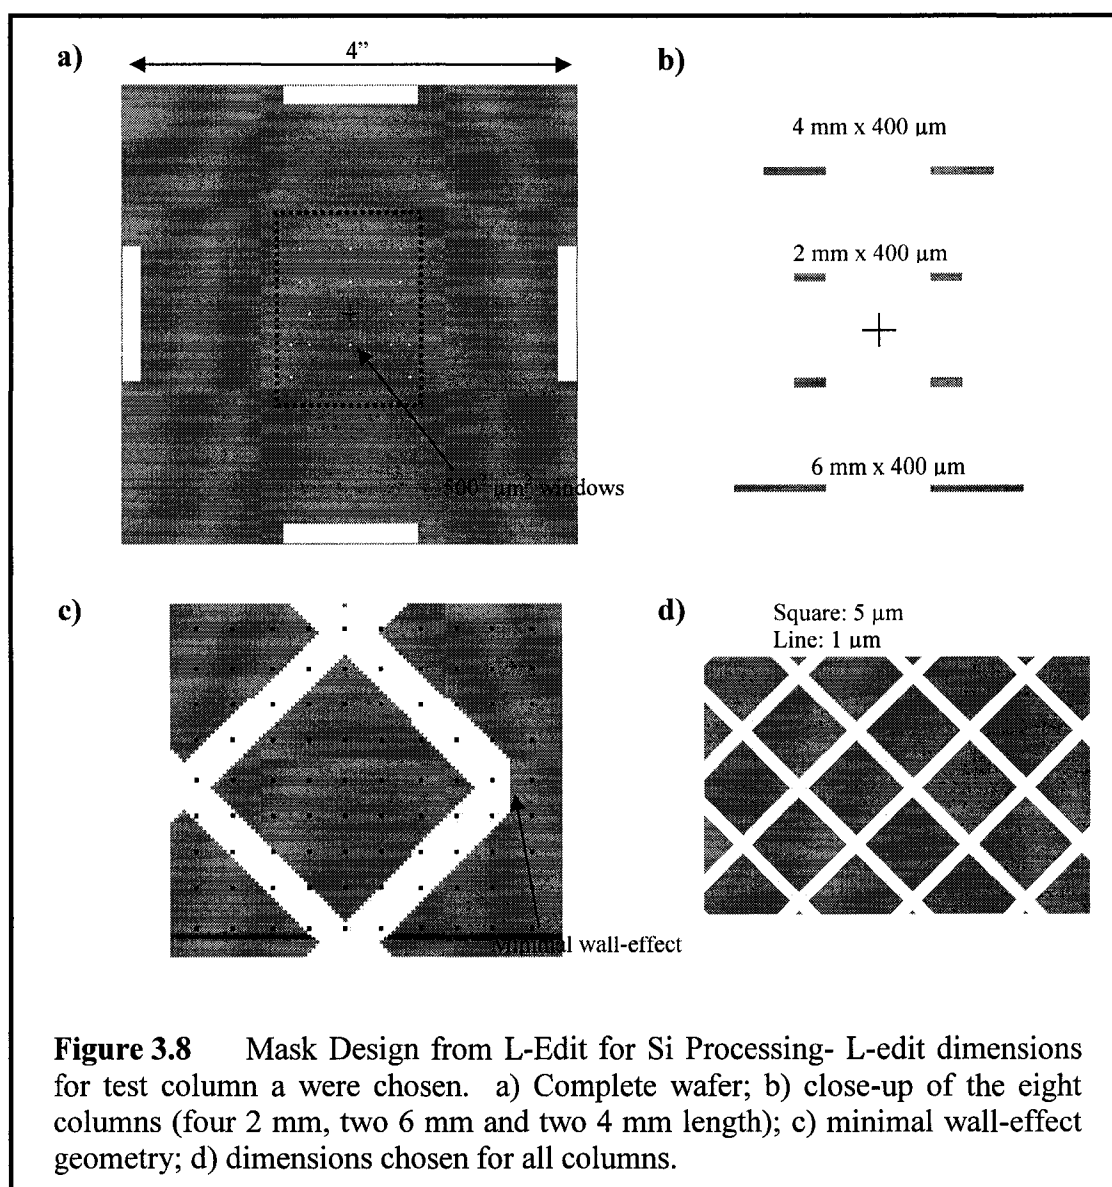 a)
4”
b)
4 mm x 400 µm
2 mm x 400 µm
6 mm x 400 µm
500² µm² windows
c)
d)
Square: 5 µm
Line: 1 µm
Minimal wall-effect
Figure 3.8 Mask Design from L-Edit for Si Processing- L-edit dimensions
for test column a were chosen. a) Complete wafer; b) close-up of the eight
columns (four 2 mm, two 6 mm and two 4 mm length); c) minimal wall-effect
geometry; d) dimensions chosen for all columns.